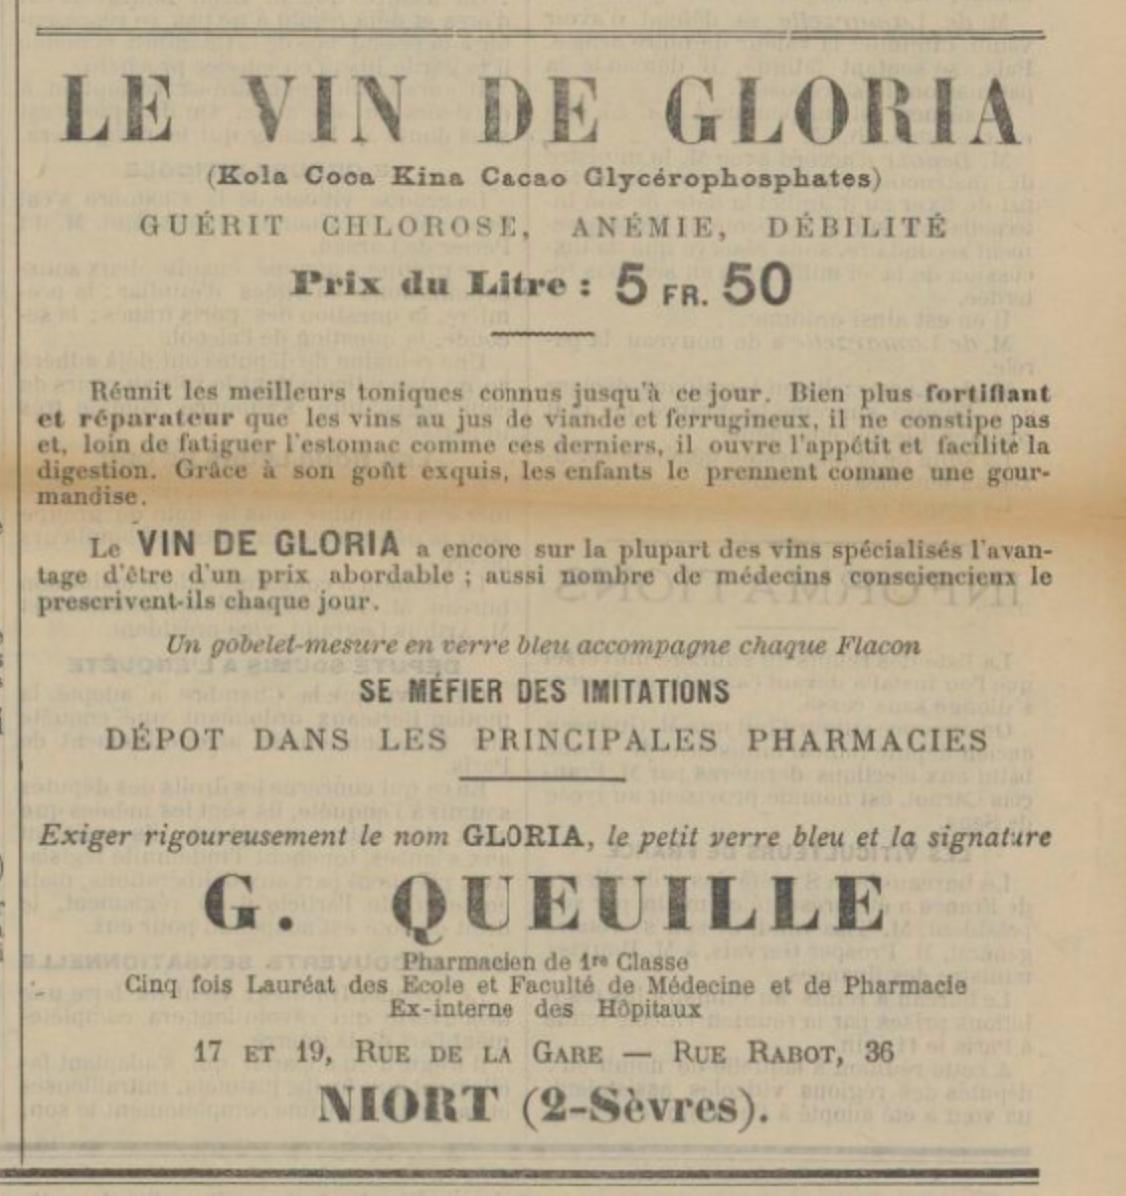 LE VIN DE GLORIA
(Kola Coca Kina Cacao Glycérophosphates)
GUÉRIT CHLOROSE, ANÉMIE, DÉBILITÉ
Prix du Litre : 5 FR. 50
Réunit les meilleurs toniques connus jusqu'à ce jour. Bien plus fortifiant
et réparateur que les vins au jus de viande et ferrugineux, il ne constipe pas
et, loin de fatiguer l'estomac comme ces derniers, il ouvre l'appétit et facilite la
digestion. Grâce à son goût exquis, les enfants le prennent comme une gour-
mandise.
Le VIN DE GLORIA a encore sur la plupart des vins spécialisés l'avan-
tage d'être d'un prix abordable ; aussi nombre de médecins consciencieux le
prescrivent-ils chaque jour.
Un gobelet-mesure en verre bleu accompagne chaque Flacon
SE MÉFIER DES IMITATIONS
DÉPOT DANS LES PRINCIPALES PHARMACIES
Exiger rigoureusement le nom GLORIA, le petit verre bleu et la signature
G. QUEUILLE
Pharmacien de 1re Classe
Cinq fois Lauréat des Ecole et Faculté de Médecine et de Pharmacie
Ex-interne des Hôpitaux
17 ET 19, RUE DE LA GARE — RUE RABOT, 36
NIORT (2-Sèvres).